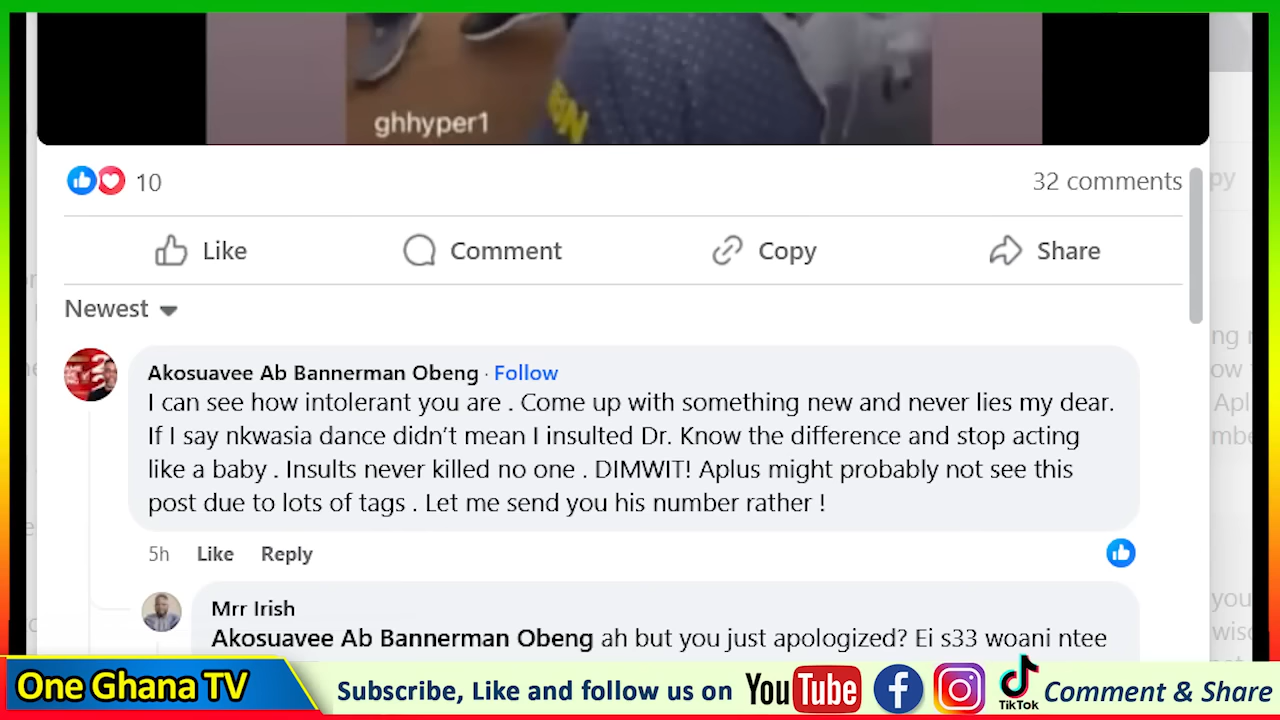 ghhyper1
10
32 comments
Like
Comment
Copy
Share
Newest
Akosuavee Ab Bannerman Obeng · Follow
I can see how intolerant you are . Come up with something new and never lies my dear.
If I say nkwasia dance didn't mean I insulted Dr. Know the difference and stop acting
like a baby . Insults never killed no one . DIMWIT! Aplus might probably not see this
post due to lots of tags . Let me send you his number rather !
5h Like Reply
Mrr Irish
Akosuavee Ab Bannerman Obeng ah but you just apologized? Ei s33 woani ntee
One Ghana TV
Subscribe, Like and follow us on YouTube
TikTok
Comment & Share